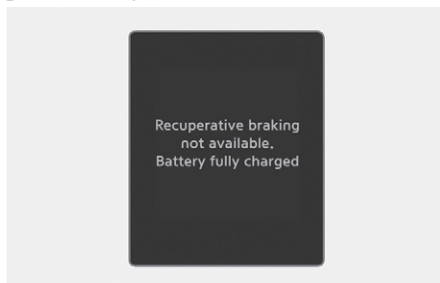 Recuperative braking
not available.
Battery fully charged